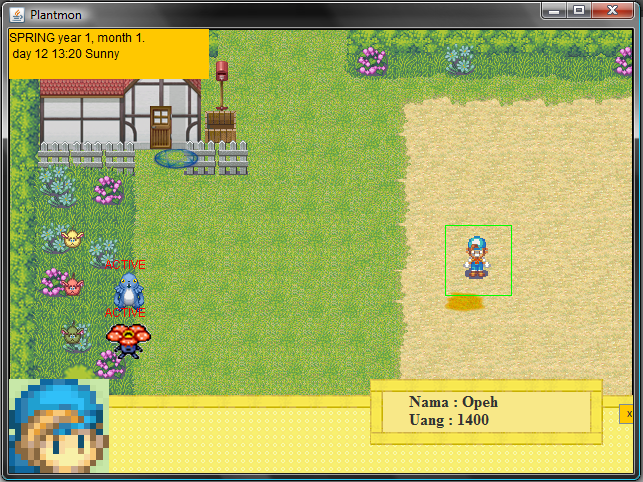 Plantmon
SPRING year 1, month 1.
day 12 13:20 Sunny
ACTIVE
ACTIVE
Nama : Opeh
Uang : 1400
x